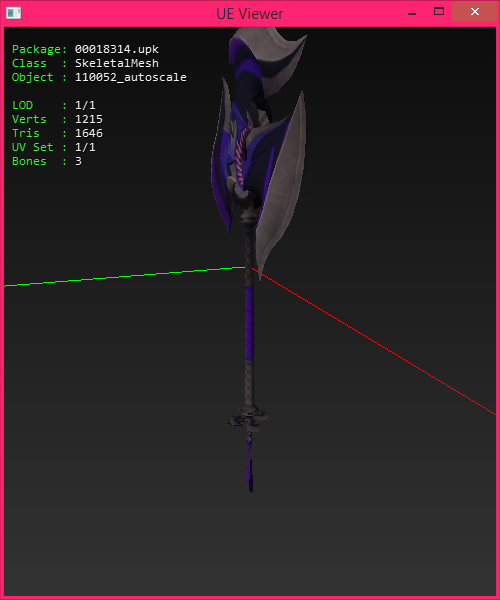 UE Viewer
Package: 00018314.upk
Class : SkeletalMesh
Object : 110052_autoscale
LOD : 1/1
Verts : 1215
Tris : 1646
UV Set : 1/1
Bones : 3